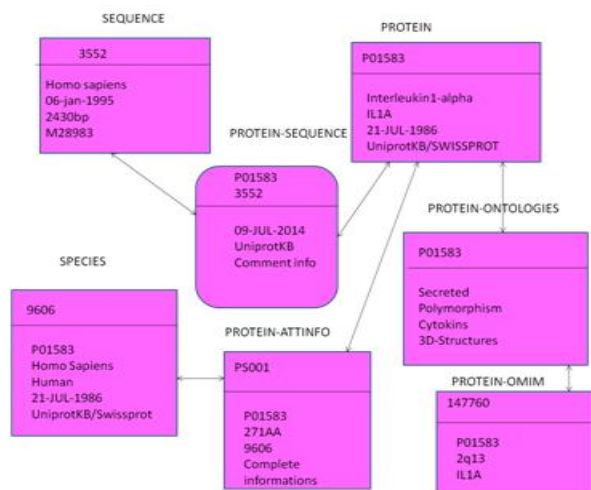 SEQUENCE
3552
Homo sapiens
06-jan-1995
2430bp
M28983
PROTEIN
P01583
Interleukin1-alpha
IL1A
21-JUL-1986
UniprotKB/SWISSPROT
PROTEIN-SEQUENCE
P01583
3552
09-JUL-2014
UniprotKB
Comment info
PROTEIN-ONTOLOGIES
P01583
Secreted
Polymorphism
Cytokins
3D-Structures
SPECIES
9606
P01583
Homo Sapiens
Human
21-JUL-1986
UniprotKB/Swissprot
PROTEIN-ATTINFO
PS001
P01583
271AA
9606
Complete
informations
PROTEIN-OMIM
147760
P01583
2q13
IL1A